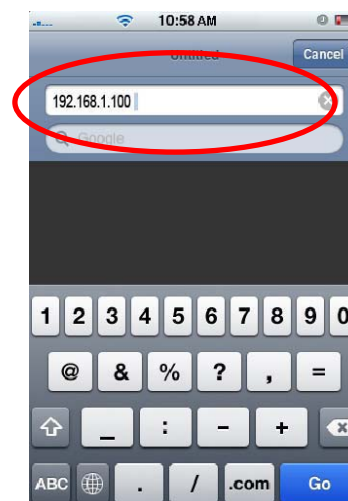 10:58 AM
Untitled
Cancel
192.168.1.100
Google
1 2 3 4 5 6 7 8 9 0
@ & % ? , =
_ : - +
ABC . / .com Go